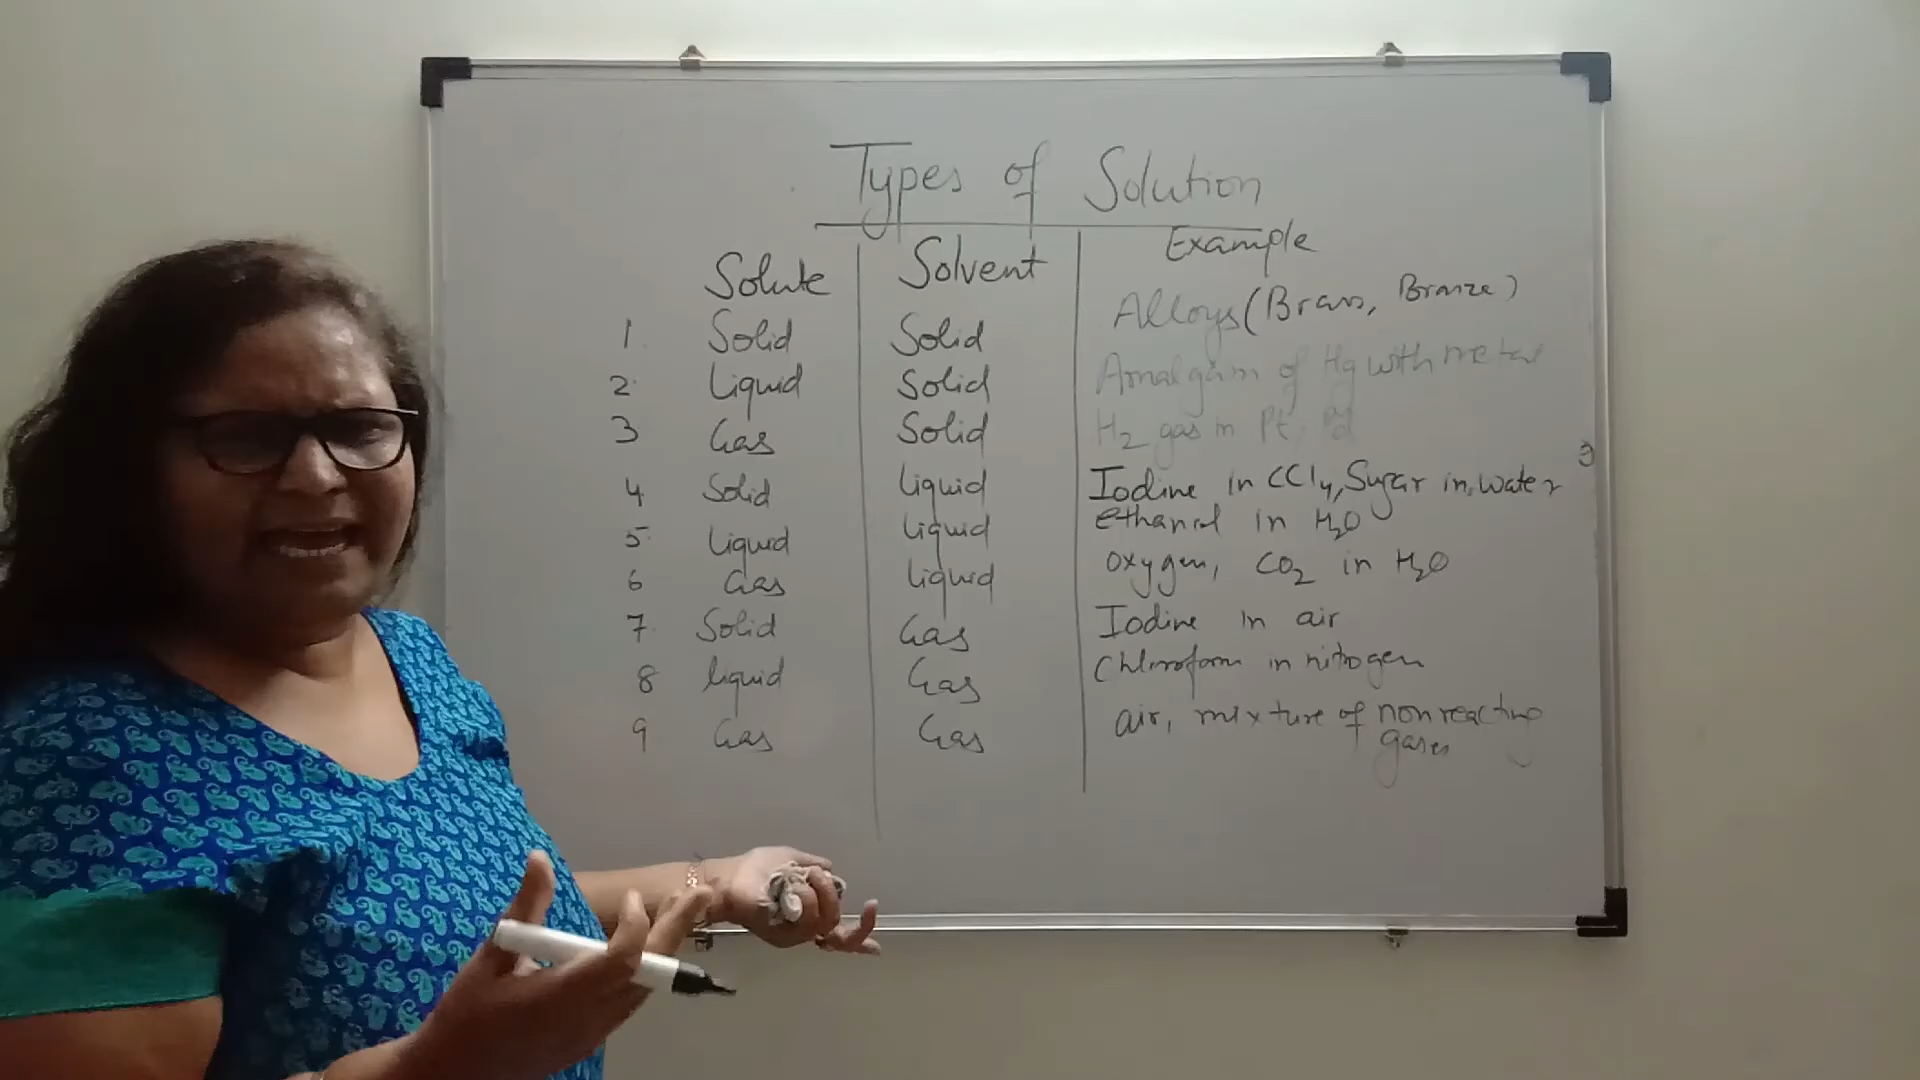 Types of Solution
Solute Solvent Example
1. Solid Solid Alloys (Brass, Bronze)
2. Liquid Solid Amalgam of Hg with metal
3 Gas Solid H2 gas in Pt, Pd
4 Solid liquid Iodine in CCl4, Sugar in water
5. liquid liquid ethanol in H2O
6 Gas liquid oxygen, CO2 in H2O
7. Solid Gas Iodine in air
8 liquid Gas Chloroform in nitrogen
9 Gas Gas air, mixture of nonreacting
gases